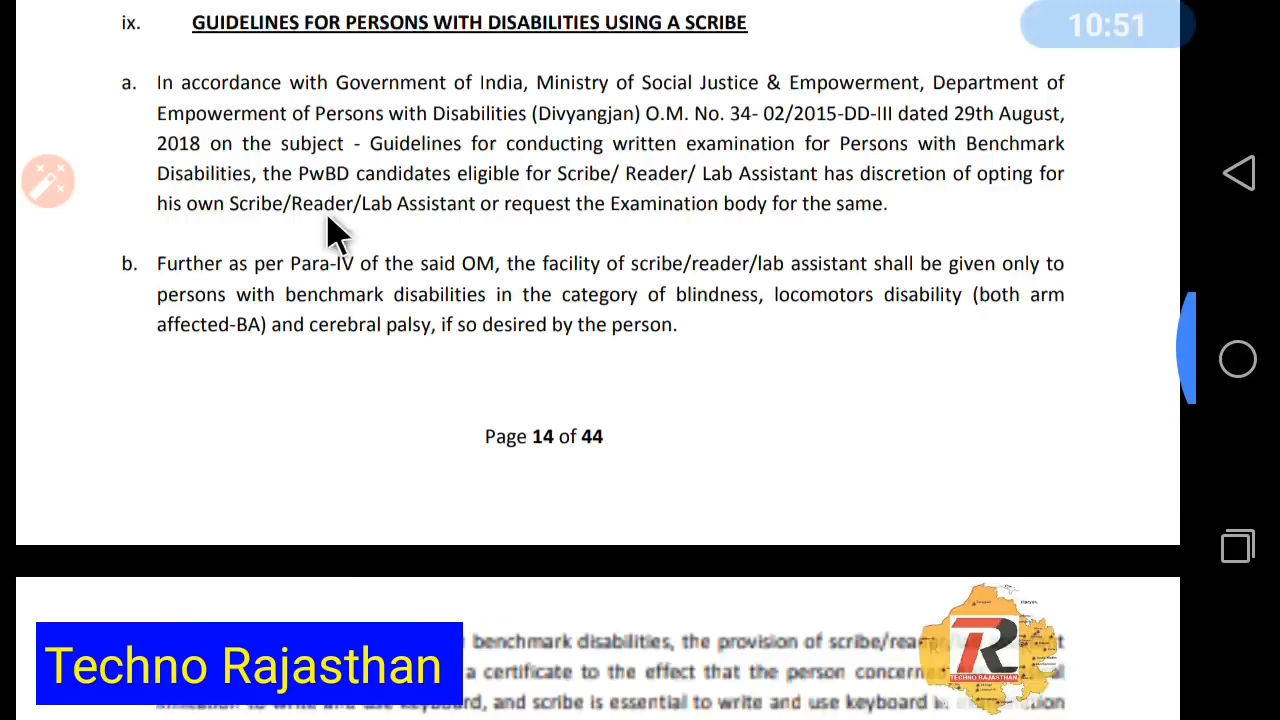 10:51
ix. GUIDELINES FOR PERSONS WITH DISABILITIES USING A SCRIBE
a. In accordance with Government of India, Ministry of Social Justice & Empowerment, Department of
Empowerment of Persons with Disabilities (Divyangjan) O.M. No. 34- 02/2015-DD-III dated 29th August,
2018 on the subject - Guidelines for conducting written examination for Persons with Benchmark
Disabilities, the PwBD candidates eligible for Scribe/ Reader/ Lab Assistant has discretion of opting for
his own Scribe/Reader/Lab Assistant or request the Examination body for the same.
b. Further as per Para-IV of the said OM, the facility of scribe/reader/lab assistant shall be given only to
persons with benchmark disabilities in the category of blindness, locomotors disability (both arm
affected-BA) and cerebral palsy, if so desired by the person.
Page 14 of 44
benchmark disabilities, the provision of
a certificate to the effect that the person
and scribe is essential to write and use keyboard
Techno Rajasthan
TR
TECHNO RAJASTHAN